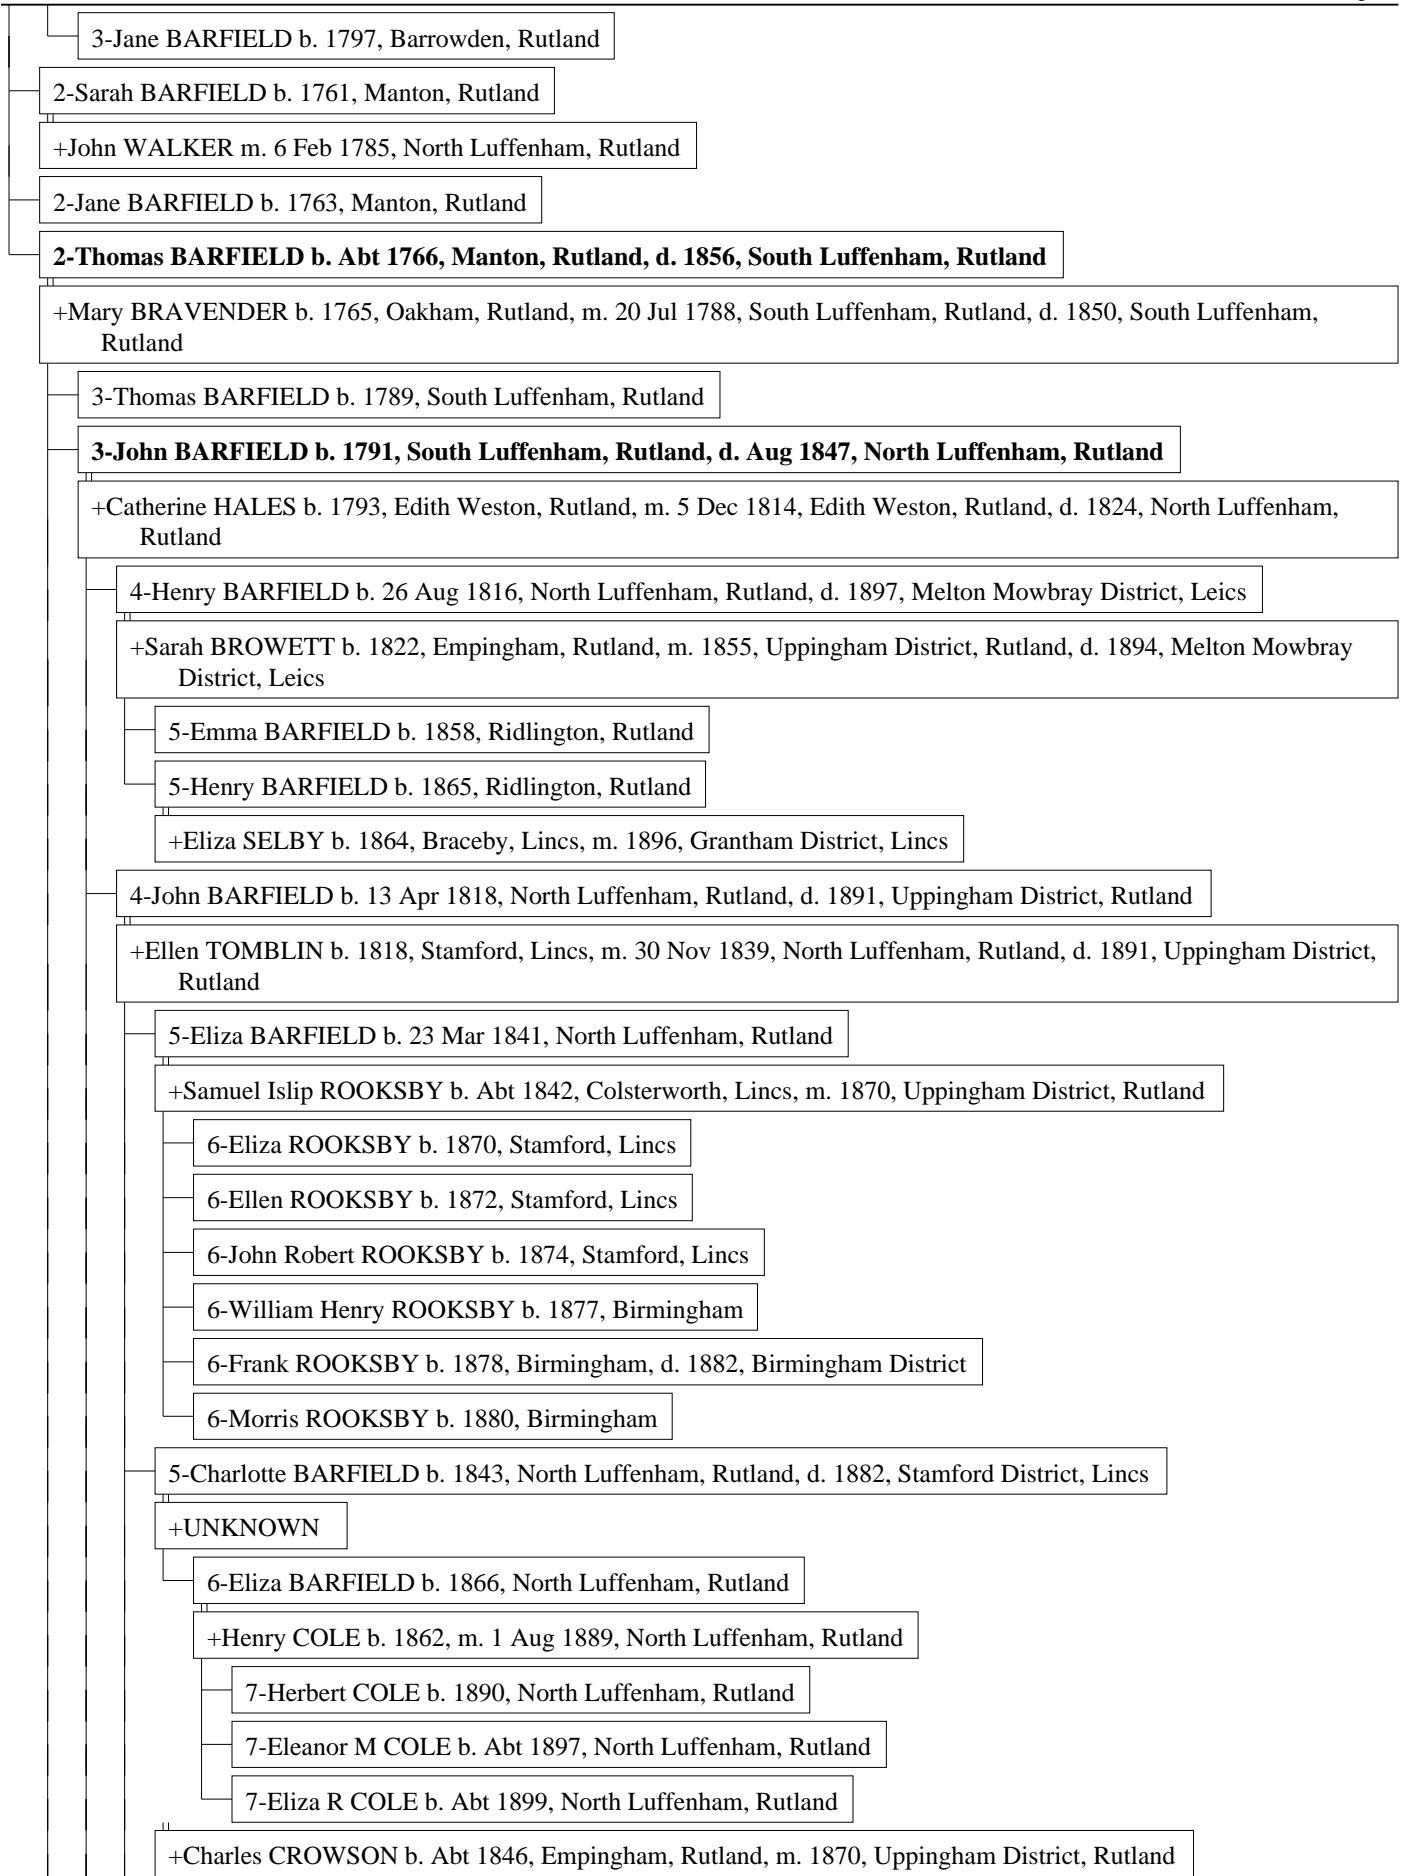 3-Jane BARFIELD b. 1797, Barrowden, Rutland
2-Sarah BARFIELD b. 1761, Manton, Rutland
+John WALKER m. 6 Feb 1785, North Luffenham, Rutland
2-Jane BARFIELD b. 1763, Manton, Rutland
2-Thomas BARFIELD b. Abt 1766, Manton, Rutland, d. 1856, South Luffenham, Rutland
+Mary BRAVENDER b. 1765, Oakham, Rutland, m. 20 Jul 1788, South Luffenham, Rutland, d. 1850, South Luffenham,
Rutland
3-Thomas BARFIELD b. 1789, South Luffenham, Rutland
3-John BARFIELD b. 1791, South Luffenham, Rutland, d. Aug 1847, North Luffenham, Rutland
+Catherine HALES b. 1793, Edith Weston, Rutland, m. 5 Dec 1814, Edith Weston, Rutland, d. 1824, North Luffenham,
Rutland
4-Henry BARFIELD b. 26 Aug 1816, North Luffenham, Rutland, d. 1897, Melton Mowbray District, Leics
+Sarah BROWETT b. 1822, Empingham, Rutland, m. 1855, Uppingham District, Rutland, d. 1894, Melton Mowbray
District, Leics
5-Emma BARFIELD b. 1858, Ridlington, Rutland
5-Henry BARFIELD b. 1865, Ridlington, Rutland
+Eliza SELBY b. 1864, Braceby, Lincs, m. 1896, Grantham District, Lincs
4-John BARFIELD b. 13 Apr 1818, North Luffenham, Rutland, d. 1891, Uppingham District, Rutland
+Ellen TOMBLIN b. 1818, Stamford, Lincs, m. 30 Nov 1839, North Luffenham, Rutland, d. 1891, Uppingham District,
Rutland
5-Eliza BARFIELD b. 23 Mar 1841, North Luffenham, Rutland
+Samuel Islip ROOKSBY b. Abt 1842, Colsterworth, Lincs, m. 1870, Uppingham District, Rutland
6-Eliza ROOKSBY b. 1870, Stamford, Lincs
6-Ellen ROOKSBY b. 1872, Stamford, Lincs
6-John Robert ROOKSBY b. 1874, Stamford, Lincs
6-William Henry ROOKSBY b. 1877, Birmingham
6-Frank ROOKSBY b. 1878, Birmingham, d. 1882, Birmingham District
6-Morris ROOKSBY b. 1880, Birmingham
5-Charlotte BARFIELD b. 1843, North Luffenham, Rutland, d. 1882, Stamford District, Lincs
+UNKNOWN
6-Eliza BARFIELD b. 1866, North Luffenham, Rutland
+Henry COLE b. 1862, m. 1 Aug 1889, North Luffenham, Rutland
7-Herbert COLE b. 1890, North Luffenham, Rutland
7-Eleanor M COLE b. Abt 1897, North Luffenham, Rutland
7-Eliza R COLE b. Abt 1899, North Luffenham, Rutland
+Charles CROWSON b. Abt 1846, Empingham, Rutland, m. 1870, Uppingham District, Rutland